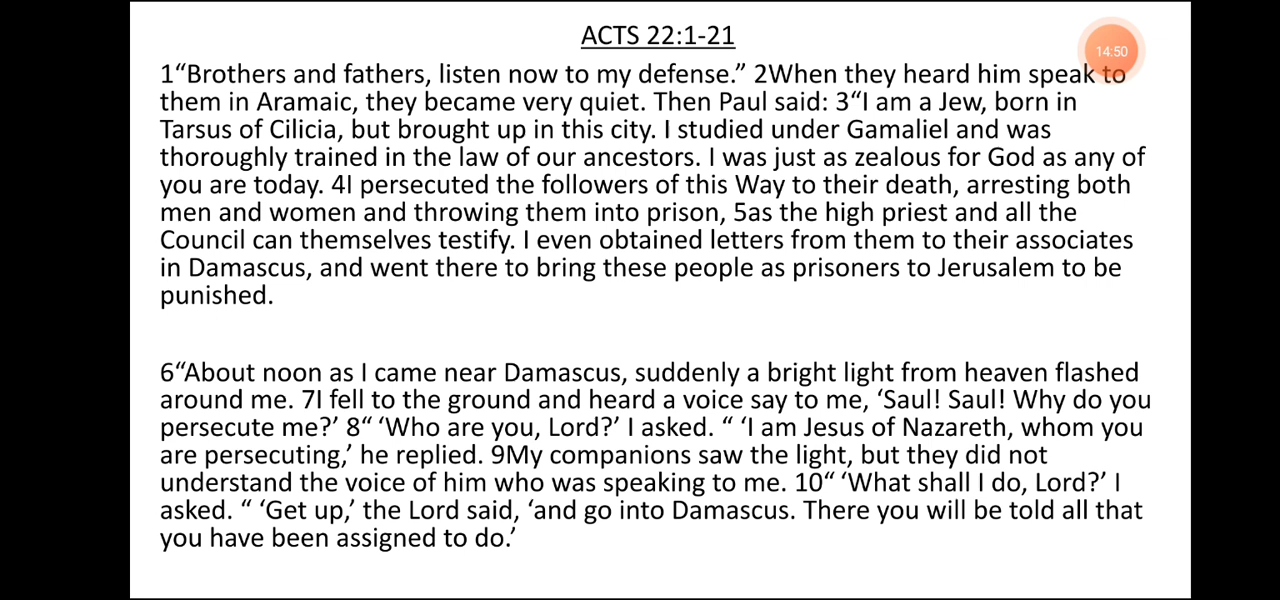 ACTS 22:1-21
14:50
1“Brothers and fathers, listen now to my defense.” 2When they heard him speak to
them in Aramaic, they became very quiet. Then Paul said: 3“I am a Jew, born in
Tarsus of Cilicia, but brought up in this city. I studied under Gamaliel and was
thoroughly trained in the law of our ancestors. I was just as zealous for God as any of
you are today. 4I persecuted the followers of this Way to their death, arresting both
men and women and throwing them into prison, 5as the high priest and all the
Council can themselves testify. I even obtained letters from them to their associates
in Damascus, and went there to bring these people as prisoners to Jerusalem to be
punished.
6“About noon as I came near Damascus, suddenly a bright light from heaven flashed
around me. 7I fell to the ground and heard a voice say to me, ‘Saul! Saul! Why do you
persecute me?’ 8“ ‘Who are you, Lord?’ I asked. “ ‘I am Jesus of Nazareth, whom you
are persecuting,’ he replied. 9My companions saw the light, but they did not
understand the voice of him who was speaking to me. 10“ ‘What shall I do, Lord?’ I
asked. “ ‘Get up,’ the Lord said, ‘and go into Damascus. There you will be told all that
you have been assigned to do.’